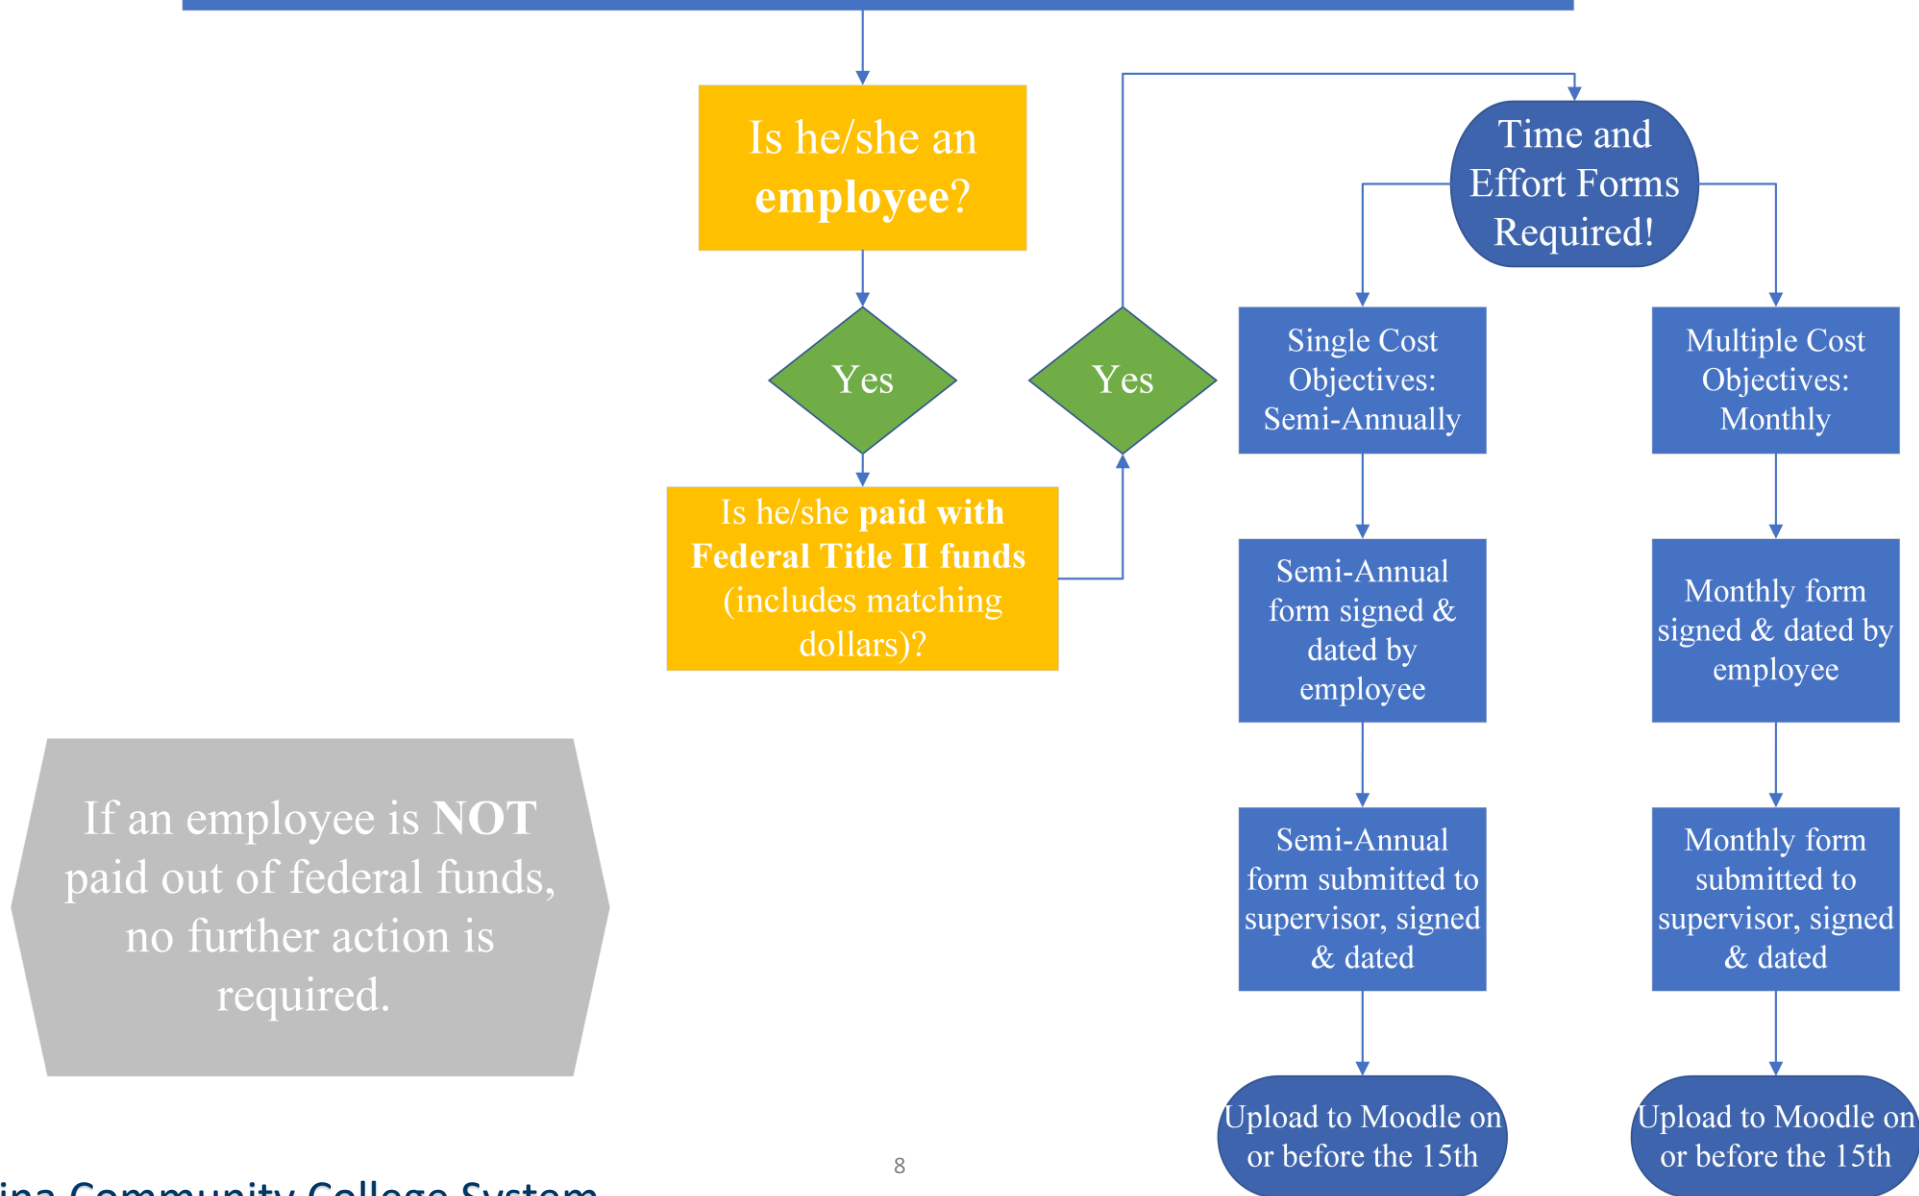 Is he/she an
employee?
Yes
Is he/she paid with
Federal Title II funds
(includes matching
dollars)?
Yes
Time and
Effort Forms
Required!
Single Cost
Objectives:
Semi-Annually
Semi-Annual
form signed &
dated by
employee
Semi-Annual
form submitted to
supervisor, signed
& dated
Upload to Moodle on
or before the 15th
Multiple Cost
Objectives:
Monthly
Monthly form
signed & dated by
employee
Monthly form
submitted to
supervisor, signed
& dated
Upload to Moodle on
or before the 15th
If an employee is NOT
paid out of federal funds,
no further action is
required.
8
Community College System